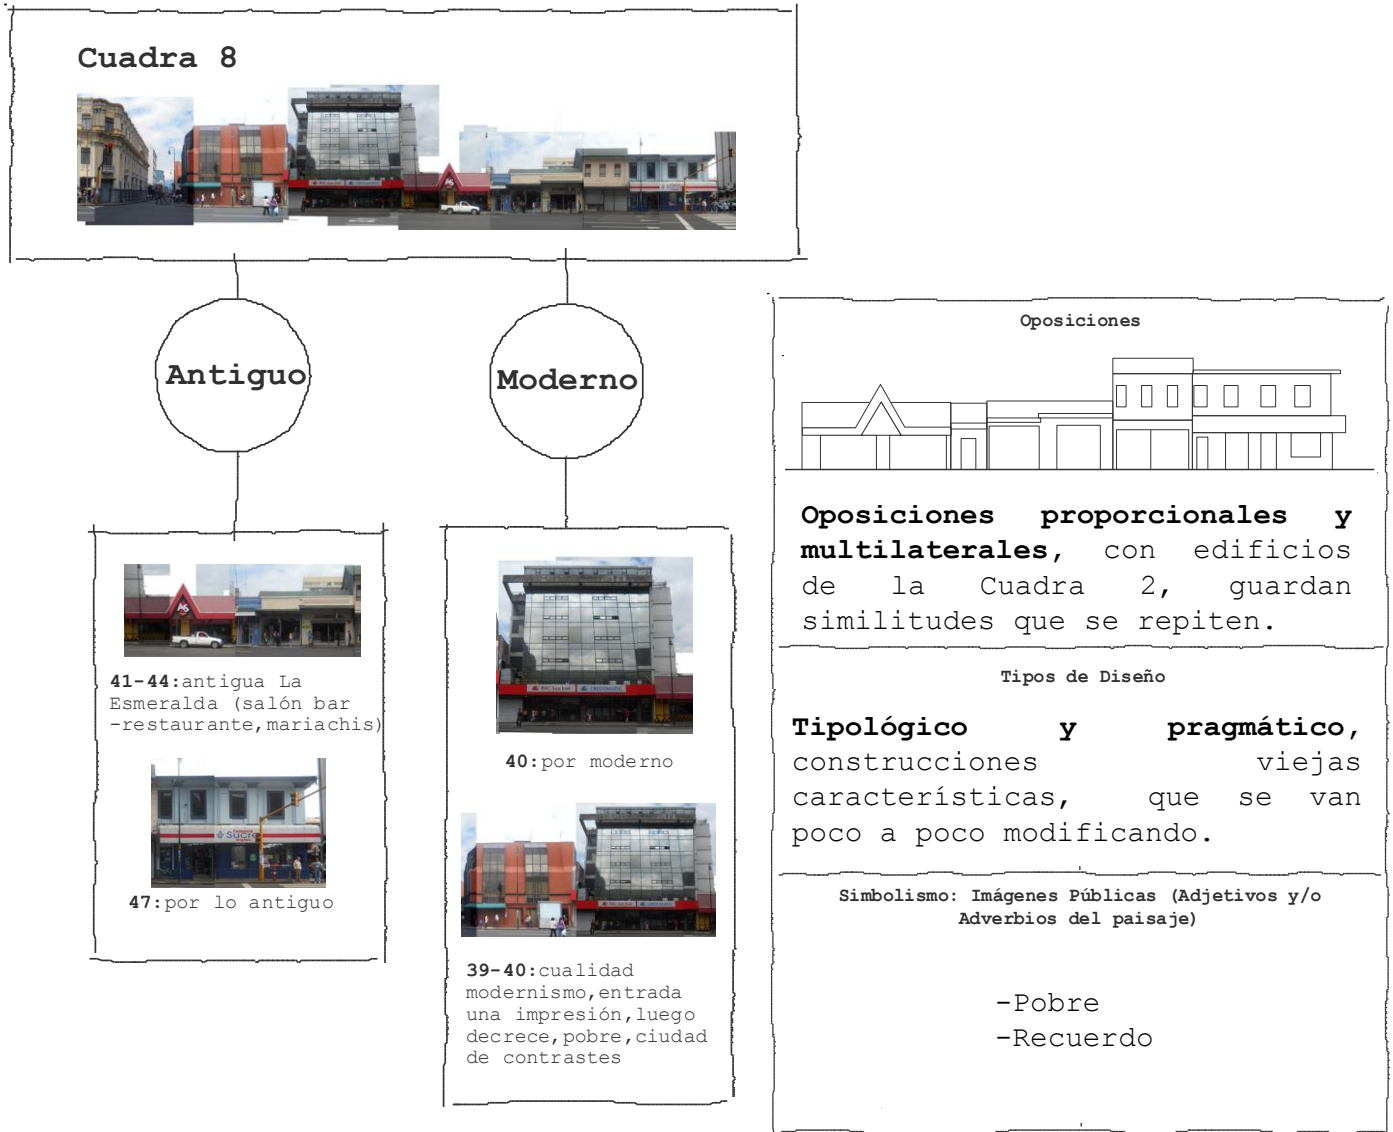 Cuadra 8
Antiguo
Moderno
41-44:antigua La
Esmeralda (salón bar
-restaurante,mariachis)
Sucre
47:por lo antiguo
40:por moderno
39-40:cualidad
modernismo,entrada
una impresión,luego
decrece,pobre,ciudad
de contrastes
Oposiciones
Oposiciones proporcionales y
multilaterales, con edificios
de la Cuadra 2, guardan
similitudes que se repiten.
Tipos de Diseño
Tipológico y pragmático,
construcciones viejas
características, que se van
poco a poco modificando.
Simbolismo: Imágenes Públicas (Adjetivos y/o
Adverbios del paisaje)
-Pobre
-Recuerdo